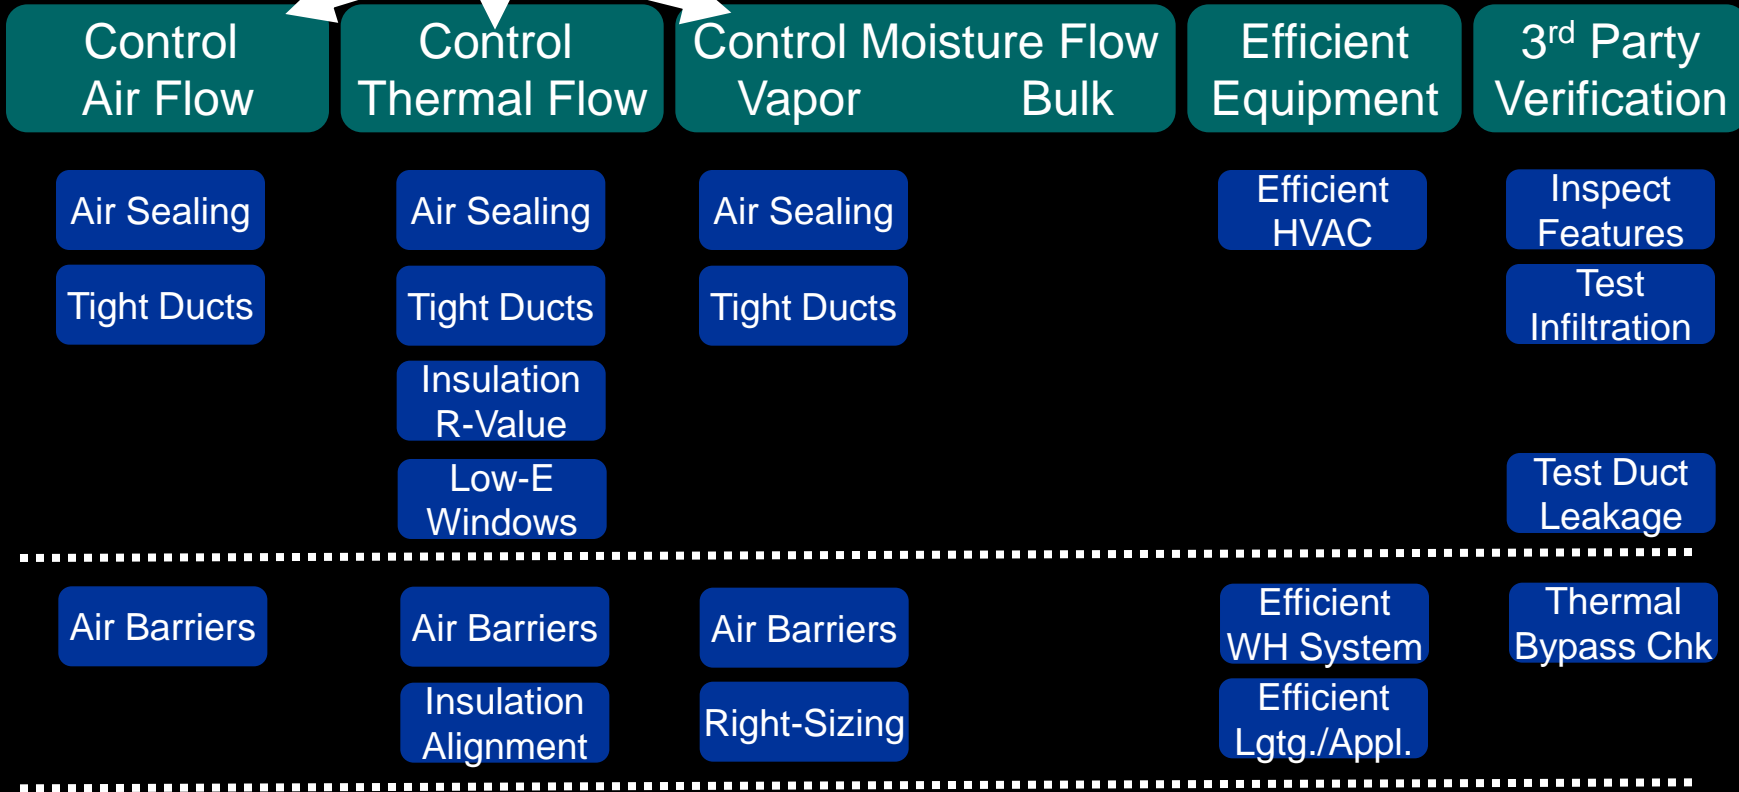 Control
Air Flow
Control
Thermal Flow
Control Moisture Flow
Vapor Bulk
Efficient
Equipment
3rd Party
Verification
Air Sealing
Air Sealing
Air Sealing
Efficient
HVAC
Inspect
Features
Tight Ducts
Tight Ducts
Tight Ducts
Test
Infiltration
Insulation
R-Value
Low-E
Windows
Test Duct
Leakage
Air Barriers
Air Barriers
Air Barriers
Efficient
WH System
Thermal
Bypass Chk
Insulation
Alignment
Right-Sizing
Efficient
Lgtg./Appl.